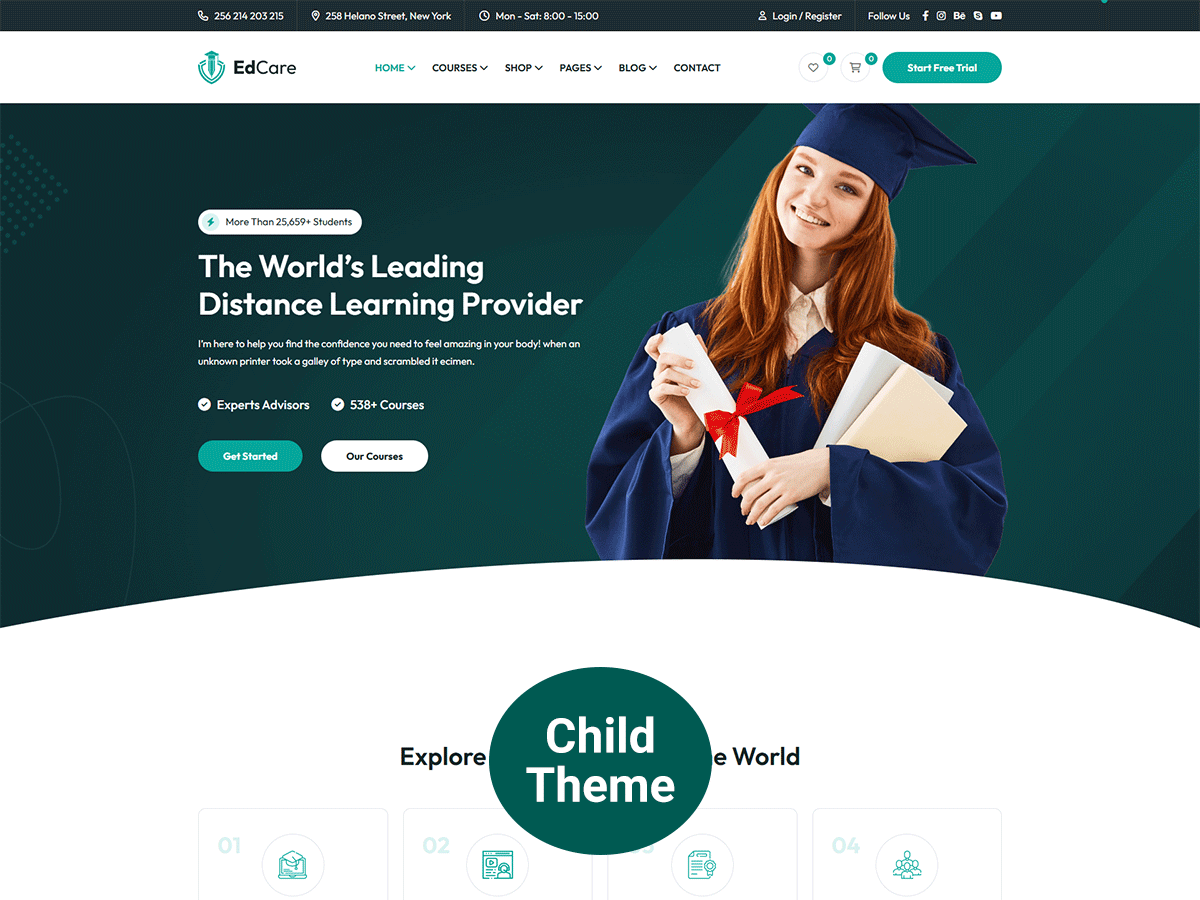 256 214 203 215
258 Helano Street, New York
Mon - Sat: 8:00 - 15:00
Login / Register
Follow Us
Bē
EdCare
HOME
COURSES
SHOP
PAGES
BLOG
CONTACT
0
0
Start Free Trial
More Than 25,659+ Students
The World's Leading
Distance Learning Provider
I'm here to help you find the confidence you need to feel amazing in your body! when an
unknown printer took a galley of type and scrambled it ecimen.
Experts Advisors
538+ Courses
Get Started
Our Courses
Explore
World
Child
Theme
01
02
04